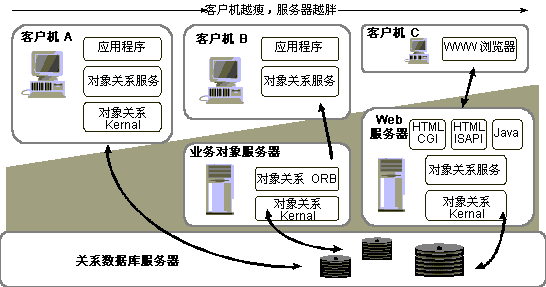 客户机越瘦，服务器越胖
客户机 A
应用程序
对象关系服务
对象关系
Kernal
客户机 B
应用程序
对象关系服务
客户机 C
WWW 浏览器
业务对象服务器
对象关系 ORB
对象关系
Kernal
Web
服务器
HTML
CGI
HTML
ISAPI
Java
对象关系服务
对象关系
Kernal
关系数据库服务器